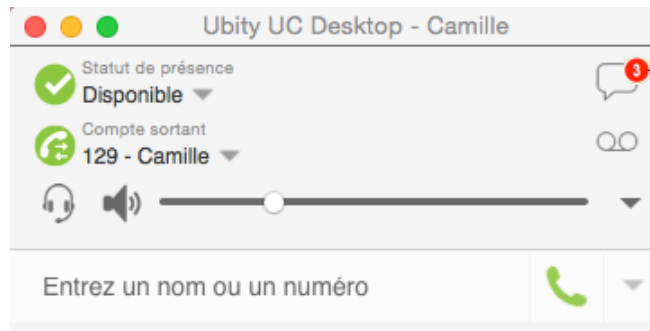 Ubity UC Desktop - Camille
Statut de présence
3
Disponible
Compte sortant
129 - Camille
Entrez un nom ou un numéro